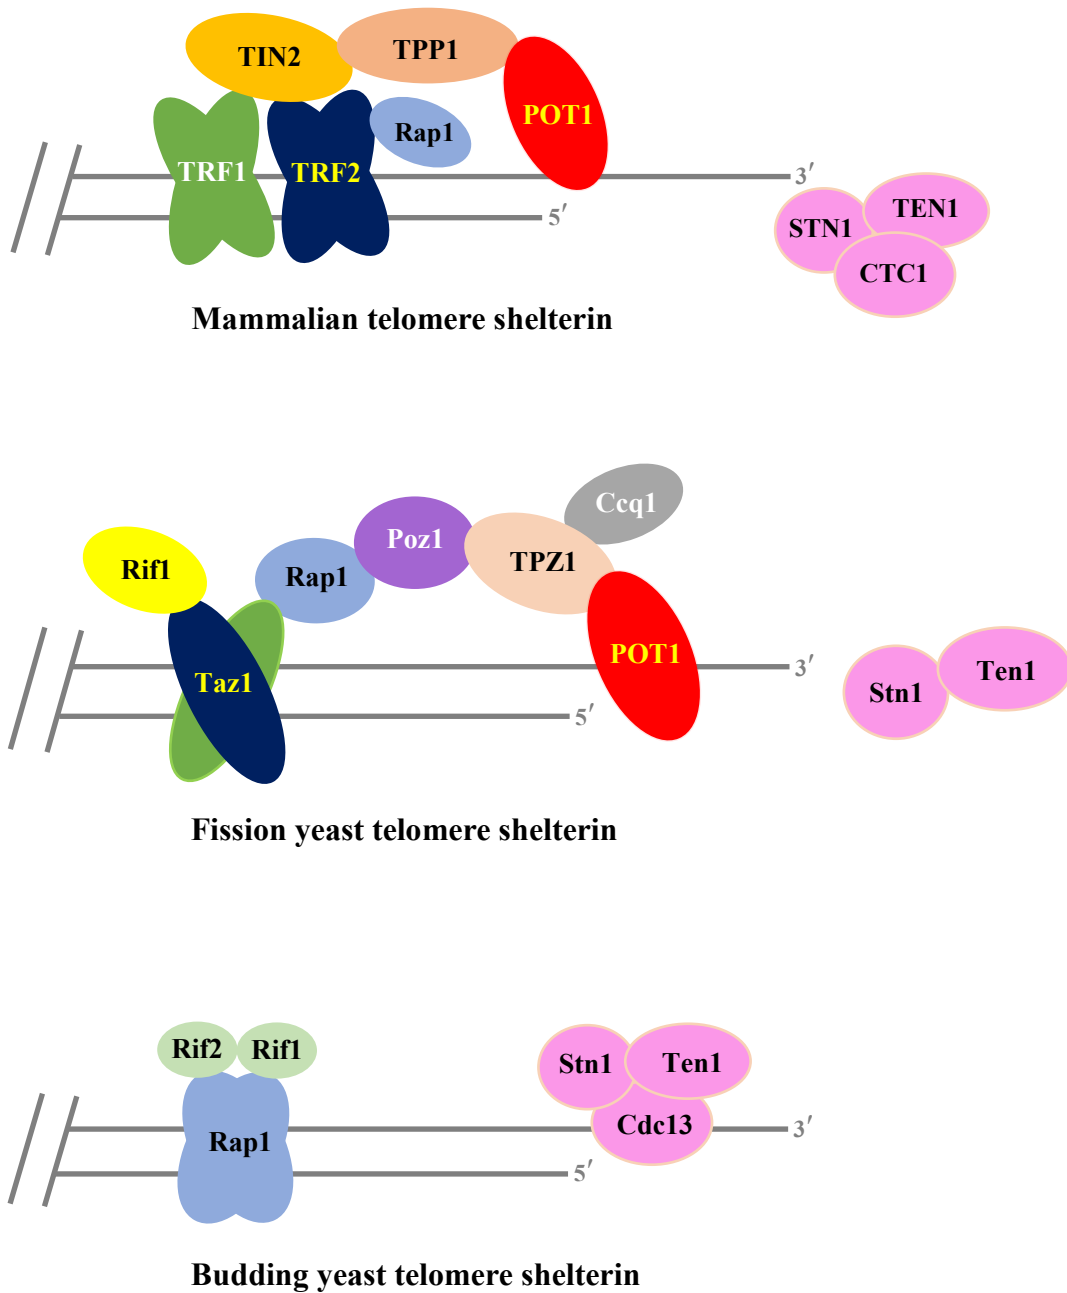 TIN2
TPP1
POT1
Rap1
TRF1
TRF2
3′
5′
STN1
TEN1
CTC1
Mammalian telomere shelterin
Ccq1
Poz1
Rif1
Rap1
TPZ1
POT1
Taz1
3′
5′
Stn1
Ten1
Fission yeast telomere shelterin
Rif2
Rif1
Stn1
Ten1
Cdc13
Rap1
3′
5′
Budding yeast telomere shelterin